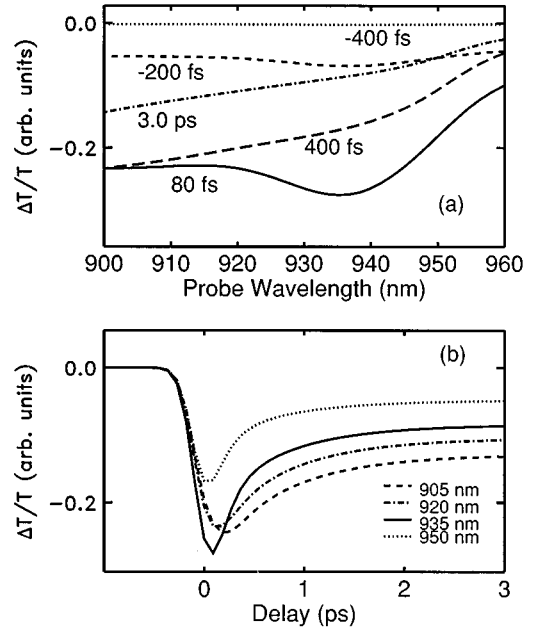 0.0
-400 fs
-200 fs
3.0 ps
400 fs
-0.2
80 fs
(a)
ΔT/T (arb. units)
900 910 920 930 940 950 960
Probe Wavelength (nm)
(b)
0.0
ΔT/T (arb. units)
-0.2
905 nm
920 nm
935 nm
950 nm
0 1 2 3
Delay (ps)